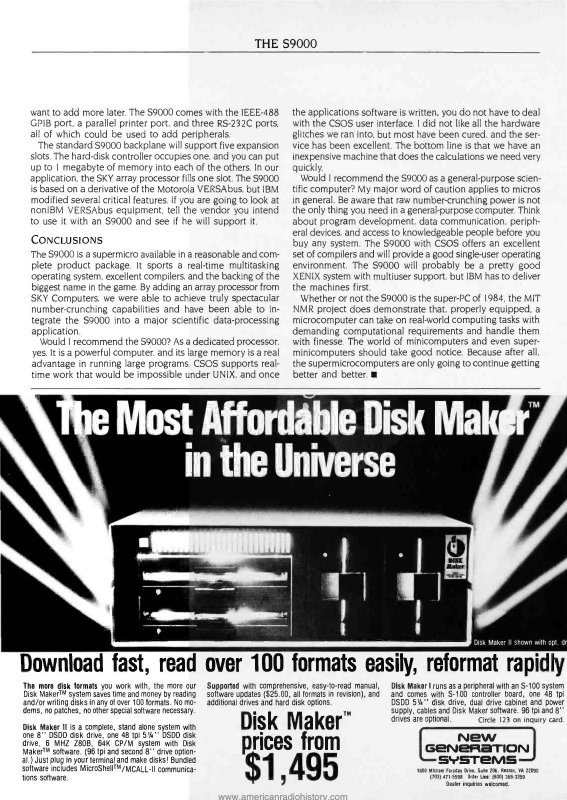 THE S9000
want to add more later. The S9000 comes with the IEEE-488
GPIB port, a parallel printer port, and three RS-232C ports,
all of which could be used to add peripherals.
The standard S9000 backplane will support five expansion
slots. The hard-disk controller occupies one, and you can put
up to 1 megabyte of memory into each of the others. In our
application, the SKY array processor fills one slot. The S9000
is based on a derivative of the Motorola VERSAbus, but IBM
modified several critical features. If you are going to look at
nonIBM VERSAbus equipment, tell the vendor you intend
to use it with an S9000 and see if he will support it.
CONCLUSIONS
The S9000 is a supermicro available in a reasonable and com-
plete product package. It sports a real-time multitasking
operating system, excellent compilers, and the backing of the
biggest name in the game. By adding an array processor from
SKY Computers, we were able to achieve truly spectacular
number-crunching capabilities and have been able to in-
tegrate the S9000 into a major scientific data-processing
application.
Would I recommend the S9000? As a dedicated processor,
yes. It is a powerful computer, and its large memory is a real
advantage in running large programs. CSOS supports real-
time work that would be impossible under UNIX, and once
the applications software is written, you do not have to deal
with the CSOS user interface. I did not like all the hardware
glitches we ran into, but most have been cured, and the ser-
vice has been excellent. The bottom line is that we have an
inexpensive machine that does the calculations we need very
quickly.
Would I recommend the S9000 as a general-purpose scien-
tific computer? My major word of caution applies to micros
in general. Be aware that raw number-crunching power is not
the only thing you need in a general-purpose computer. Think
about program development, data communication, periph-
eral devices, and access to knowledgeable people before you
buy any system. The S9000 with CSOS offers an excellent
set of compilers and will provide a good single-user operating
environment. The S9000 will probably be a pretty good
XENIX system with multiuser support, but IBM has to deliver
the machines first.
Whether or not the S9000 is the super-PC of 1984, the MIT
NMR project does demonstrate that, properly equipped, a
microcomputer can take on real-world computing tasks with
demanding computational requirements and handle them
with finesse. The world of minicomputers and even super-
minicomputers should take good notice. Because after all,
the supermicrocomputers are only going to continue getting
better and better. ■
The Most Affordable Disk Maker™
in the Universe
DISK
Maker
Disk Maker II shown with opt. dr
Download fast, read over 100 formats easily, reformat rapidly
The more disk formats you work with, the more our
Disk Maker™ system saves time and money by reading
and/or writing disks in any of over 100 formats. No mo-
dems, no patches, no other special software necessary.
Disk Maker II is a complete, stand alone system with
one 8" DSDD disk drive, one 48 tpi 5¼" DSDD disk
drive, 6 MHZ Z80B, 64K CP/M system with Disk
Maker™ software. (96 tpi and second 8" drive option-
al.) Just plug in your terminal and make disks! Bundled
software includes MicroShell™/MCALL-II communica-
tions software.
Supported with comprehensive, easy-to-read manual,
software updates ($25.00, all formats in revision), and
additional drives and hard disk options.
Disk Maker™
prices from
$1,495
Disk Maker I runs as a peripheral with an S-100 system
and comes with S-100 controller board, one 48 tpi
DSDD 5¼" disk drive, dual drive cabinet and power
supply, cables and Disk Maker software. 96 tpi and 8"
drives are optional. Circle 123 on inquiry card.
NEW
GENERATION
SYSTEMS
1800 Michael Faraday Drive, Suite 206, Reston, VA 22090
(703) 471-5598 Order Line: (800) 368-3359
Dealer inquiries welcomed.
www.americanradiohistory.com